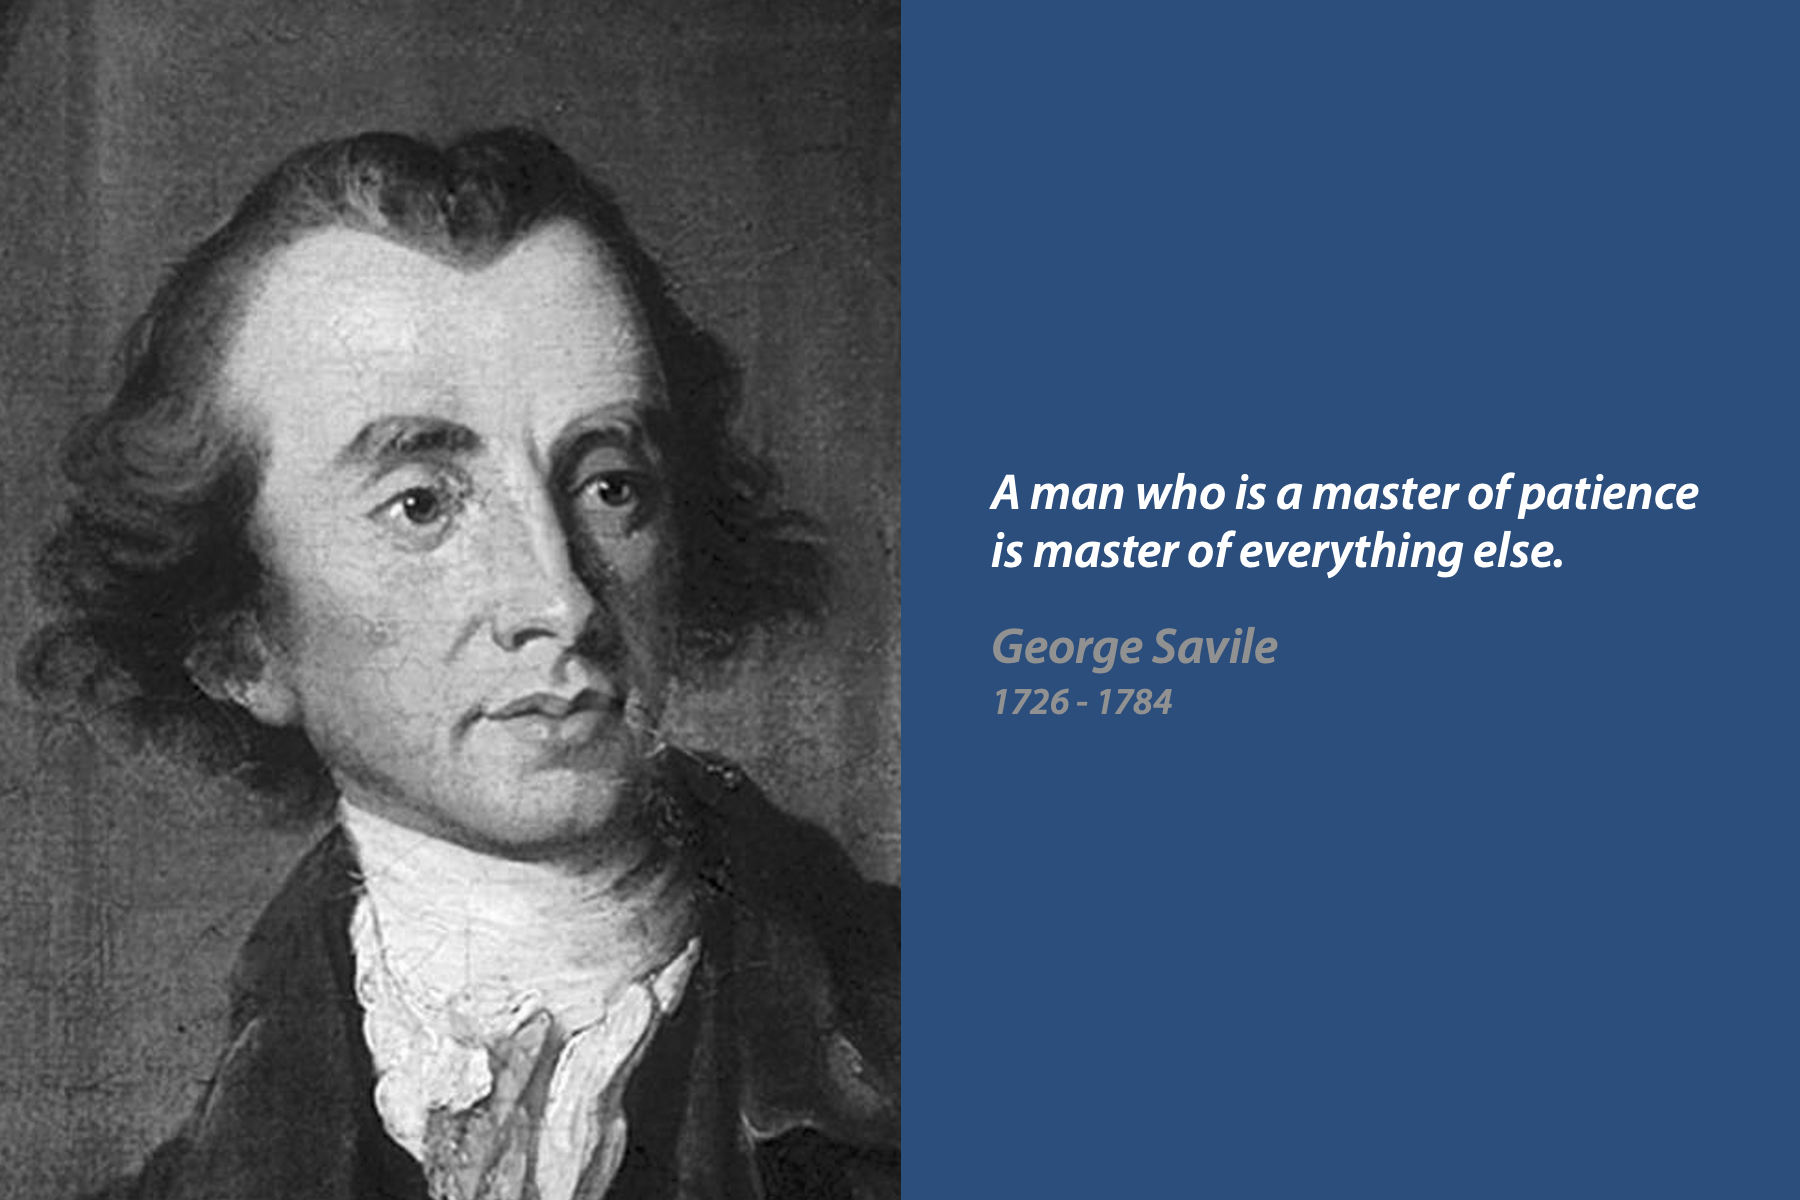 A man who is a master of patience
is master of everything else.
George Savile
1726 - 1784